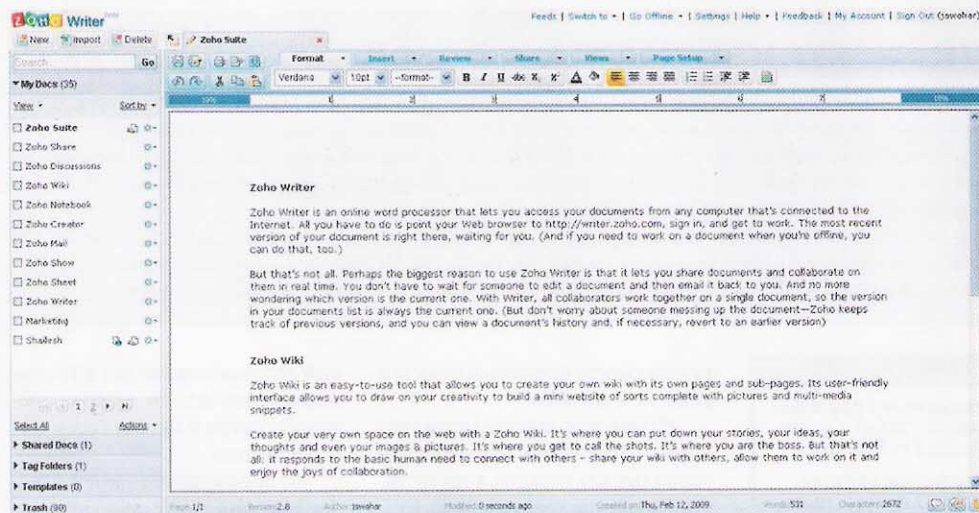 ZOHO Writer
Feeds | Switch to | Go Offline | Settings | Help | Feedback | My Account | Sign Out (jawahar)
New Import Delete
Zoho Suite
Search Go
Format Insert Review Share Views Page Setup
My Docs (35)
Verdana 10pt --format-- B I U abc X, X'
View Sort by
Zoho Suite
Zoho Share
Zoho Discussions
Zoho Wiki
Zoho Notebook
Zoho Creator
Zoho Mail
Zoho Show
Zoho Sheet
Zoho Writer
Marketing
Shailesh
1 2
Select All Actions
Shared Docs (1)
Tag Folders (1)
Templates (0)
Trash (90)
Zoho Writer
Zoho Writer is an online word processor that lets you access your documents from any computer that's connected to the
Internet. All you have to do is point your Web browser to http://writer.zoho.com, sign in, and get to work. The most recent
version of your document is right there, waiting for you. (And if you need to work on a document when you're offline, you
can do that, too.)
But that's not all. Perhaps the biggest reason to use Zoho Writer is that it lets you share documents and collaborate on
them in real time. You don't have to wait for someone to edit a document and then email it back to you. And no more
wondering which version is the current one. With Writer, all collaborators work together on a single document, so the version
in your documents list is always the current one. (But don't worry about someone messing up the document—Zoho keeps
track of previous versions, and you can view a document's history and, if necessary, revert to an earlier version)
Zoho Wiki
Zoho Wiki is an easy-to-use tool that allows you to create your own wiki with its own pages and sub-pages. Its user-friendly
interface allows you to draw on your creativity to build a mini website of sorts complete with pictures and multi-media
snippets.
Create your very own space on the web with a Zoho Wiki. It's where you can put down your stories, your ideas, your
thoughts and even your images & pictures. It's where you get to call the shots. It's where you are the boss. But that's not
all: it responds to the basic human need to connect with others - share your wiki with others, allow them to work on it and
enjoy the joys of collaboration.
Page: 1/1 Version: 2.8 Author: jawahar Modified: 0 seconds ago Created on: Thu, Feb 12, 2009 Words: 531 Characters: 2672